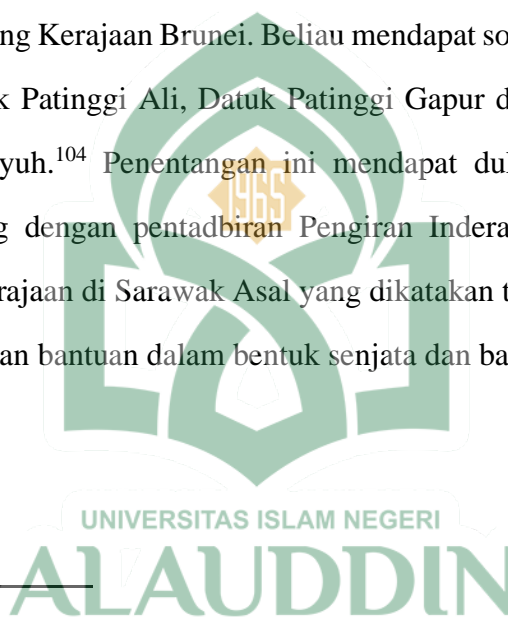 ng Kerajaan Brunei. Beliau mendapat so
k Patinggi Ali, Datuk Patinggi Gapur d
yuh.104 Penentangan ini mendapat du
g dengan pentadbiran Pengiran Indera
rajaan di Sarawak Asal yang dikatakan t
an bantuan dalam bentuk senjata dan ba
1965
UNIVERSITAS ISLAM NEGERI
ALAUDDIN